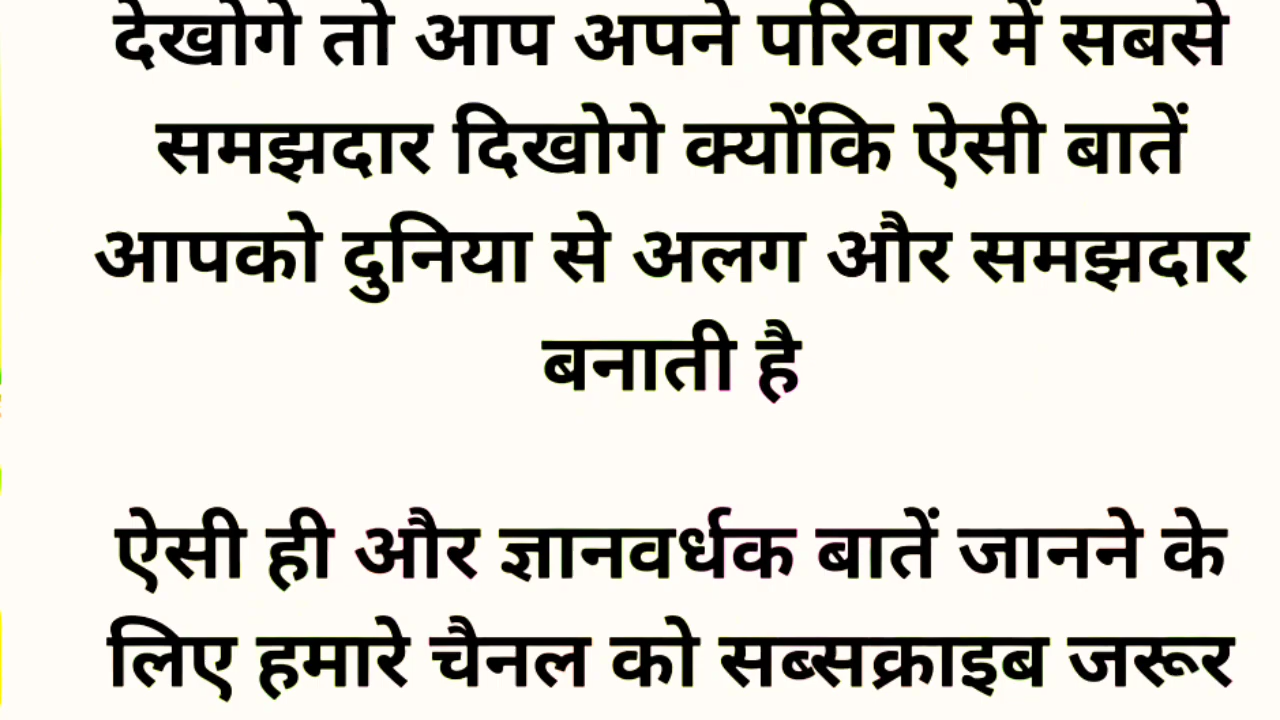 देखोगे तो आप अपने परिवार में सबसे
समझदार दिखोगे क्योंकि ऐसी बातें
आपको दुनिया से अलग और समझदार
बनाती है
ऐसी ही और ज्ञानवर्धक बातें जानने के
लिए हमारे चैनल को सब्सक्राइब जरूर